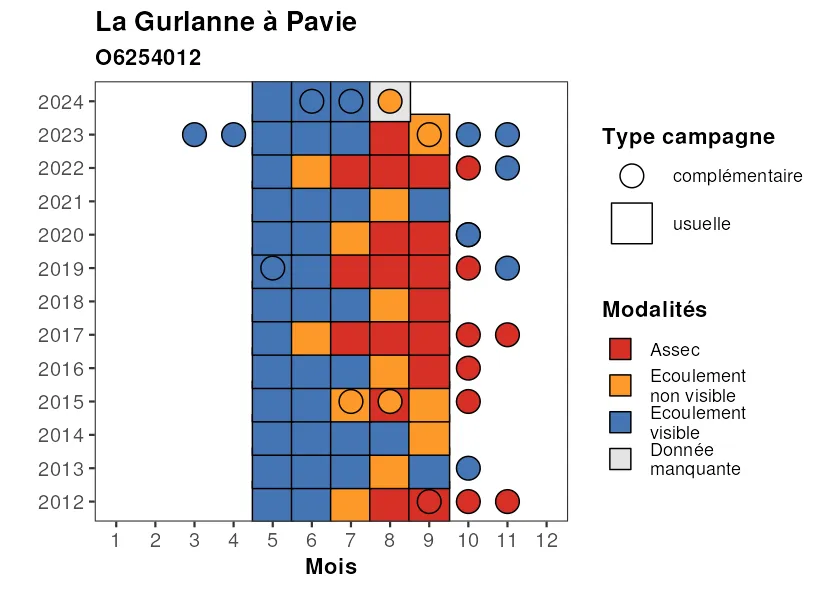 La Gurlanne à Pavie
O6254012
2024
2023
2022
2021
2020
2019
2018
2017
2016
2015
2014
2013
2012
1 2 3 4 5 6 7 8 9 10 11 12
Mois
Type campagne
complémentaire
usuelle
Modalités
Assec
Ecoulement
non visible
Ecoulement
visible
Donnée
manquante